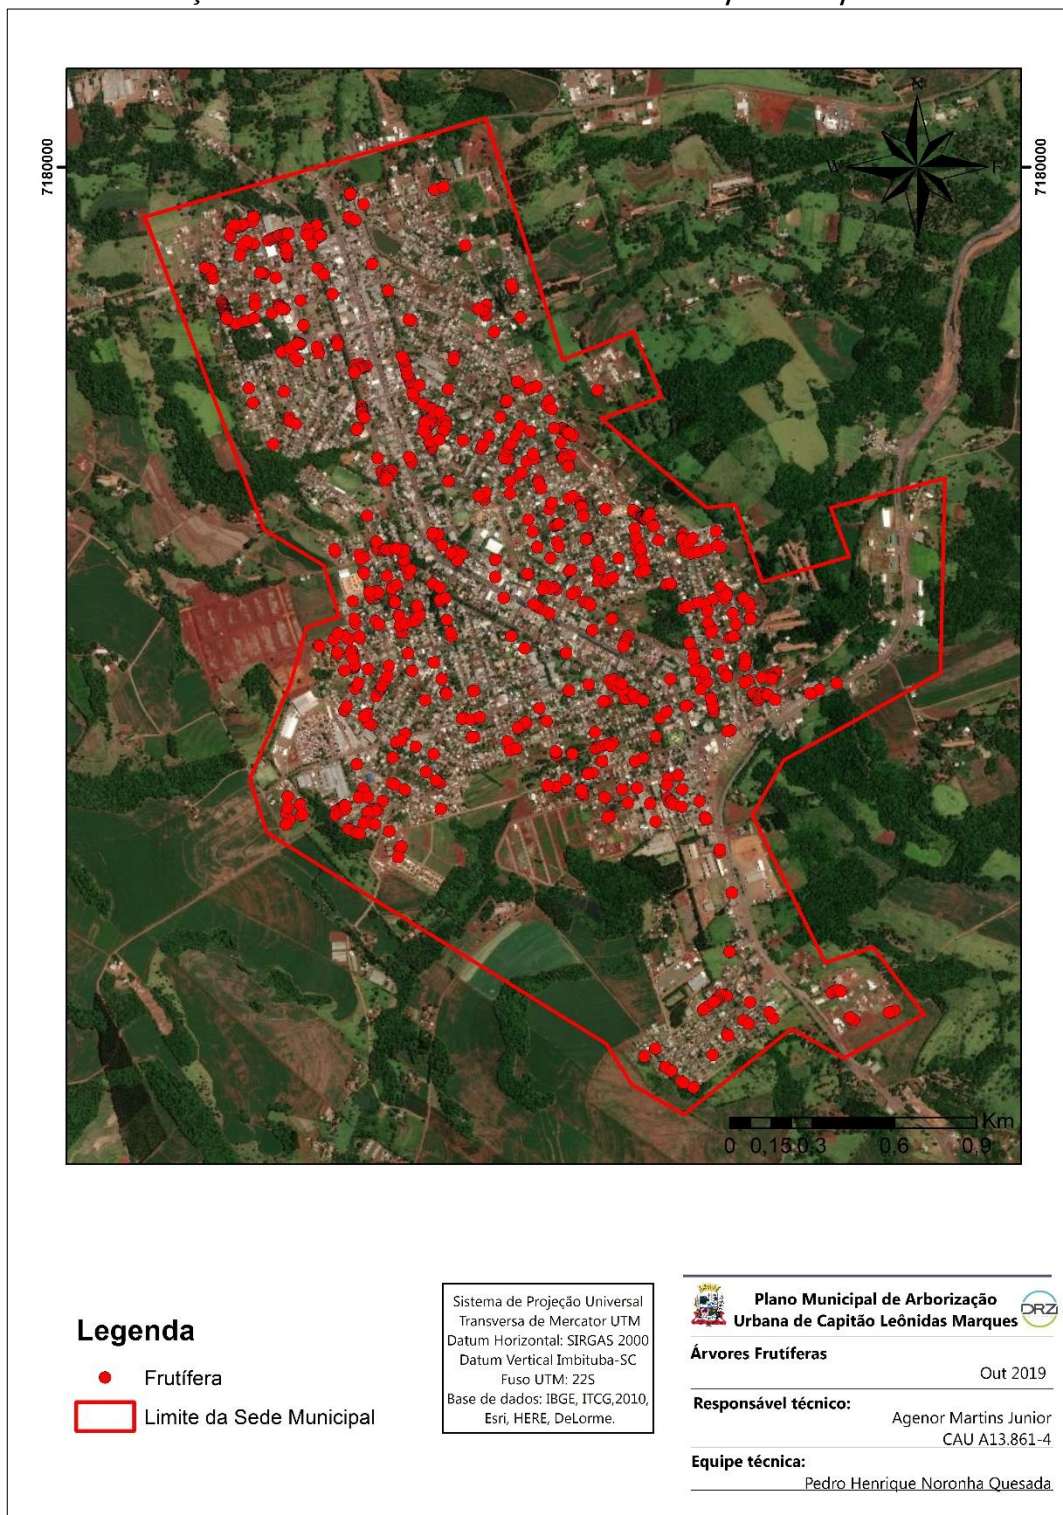 7180000
7180000
N
W
E
Km
0 0,15 0,3 0,6 0,9
Legenda
Frutífera
Limite da Sede Municipal
Sistema de Projeção Universal
Transversa de Mercator UTM
Datum Horizontal: SIRGAS 2000
Datum Vertical Imbituba-SC
Fuso UTM: 22S
Base de dados: IBGE, ITCG,2010,
Esri, HERE, DeLorme.
Plano Municipal de Arborização
Urbana de Capitão Leônidas Marques
DRZ
Árvores Frutíferas
Out 2019
Responsável técnico:
Agenor Martins Junior
CAU A13.861-4
Equipe técnica:
Pedro Henrique Noronha Quesada